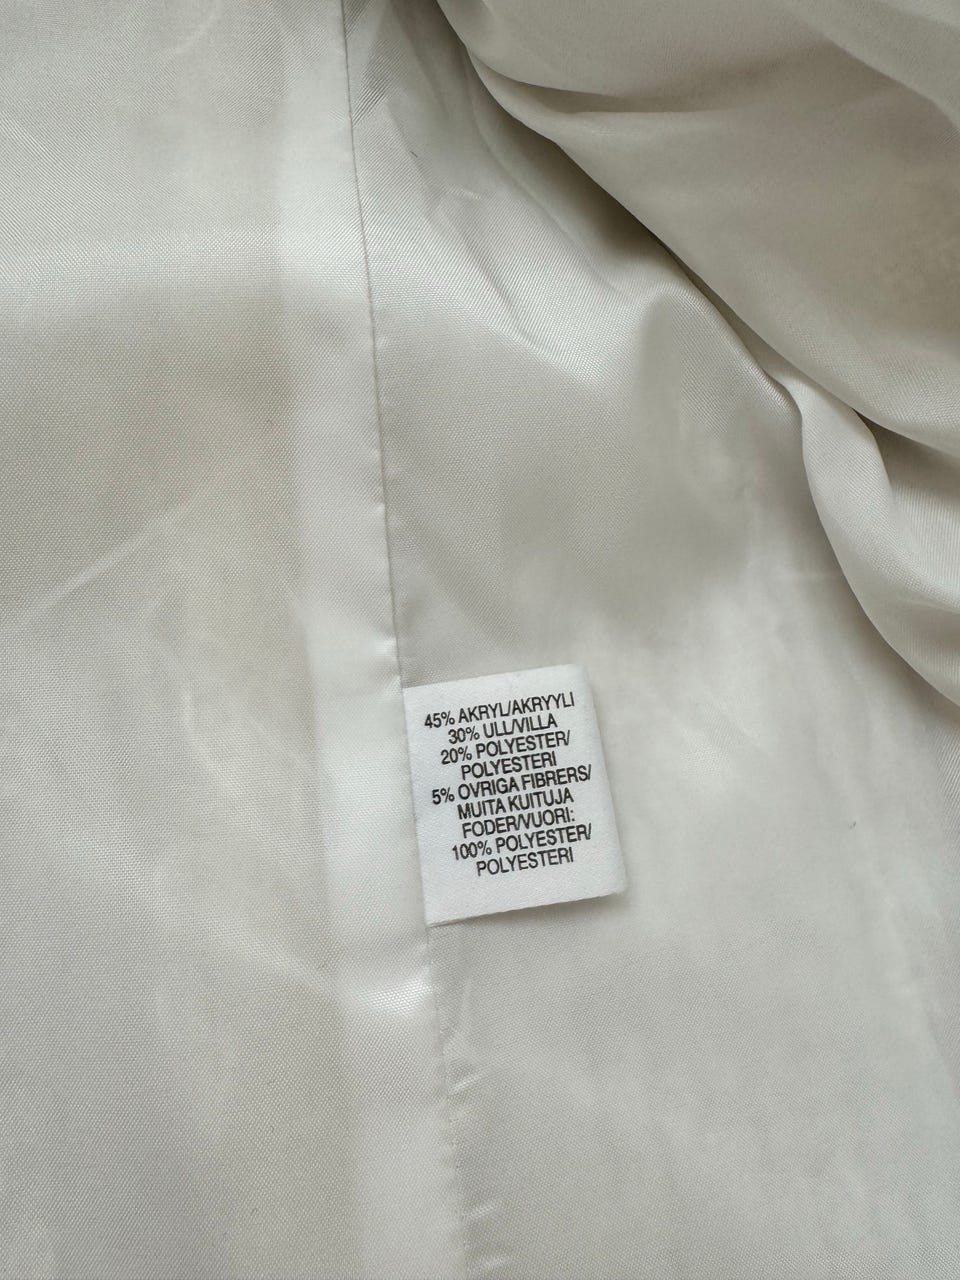 45% AKRYL/AKRYYLI
30% ULL/VILLA
20% POLYESTER/
POLYESTERI
5% OVRIGA FIBRERS/
MUITA KUITUJA
FODER/VUORI:
100% POLYESTER/
POLYESTERI